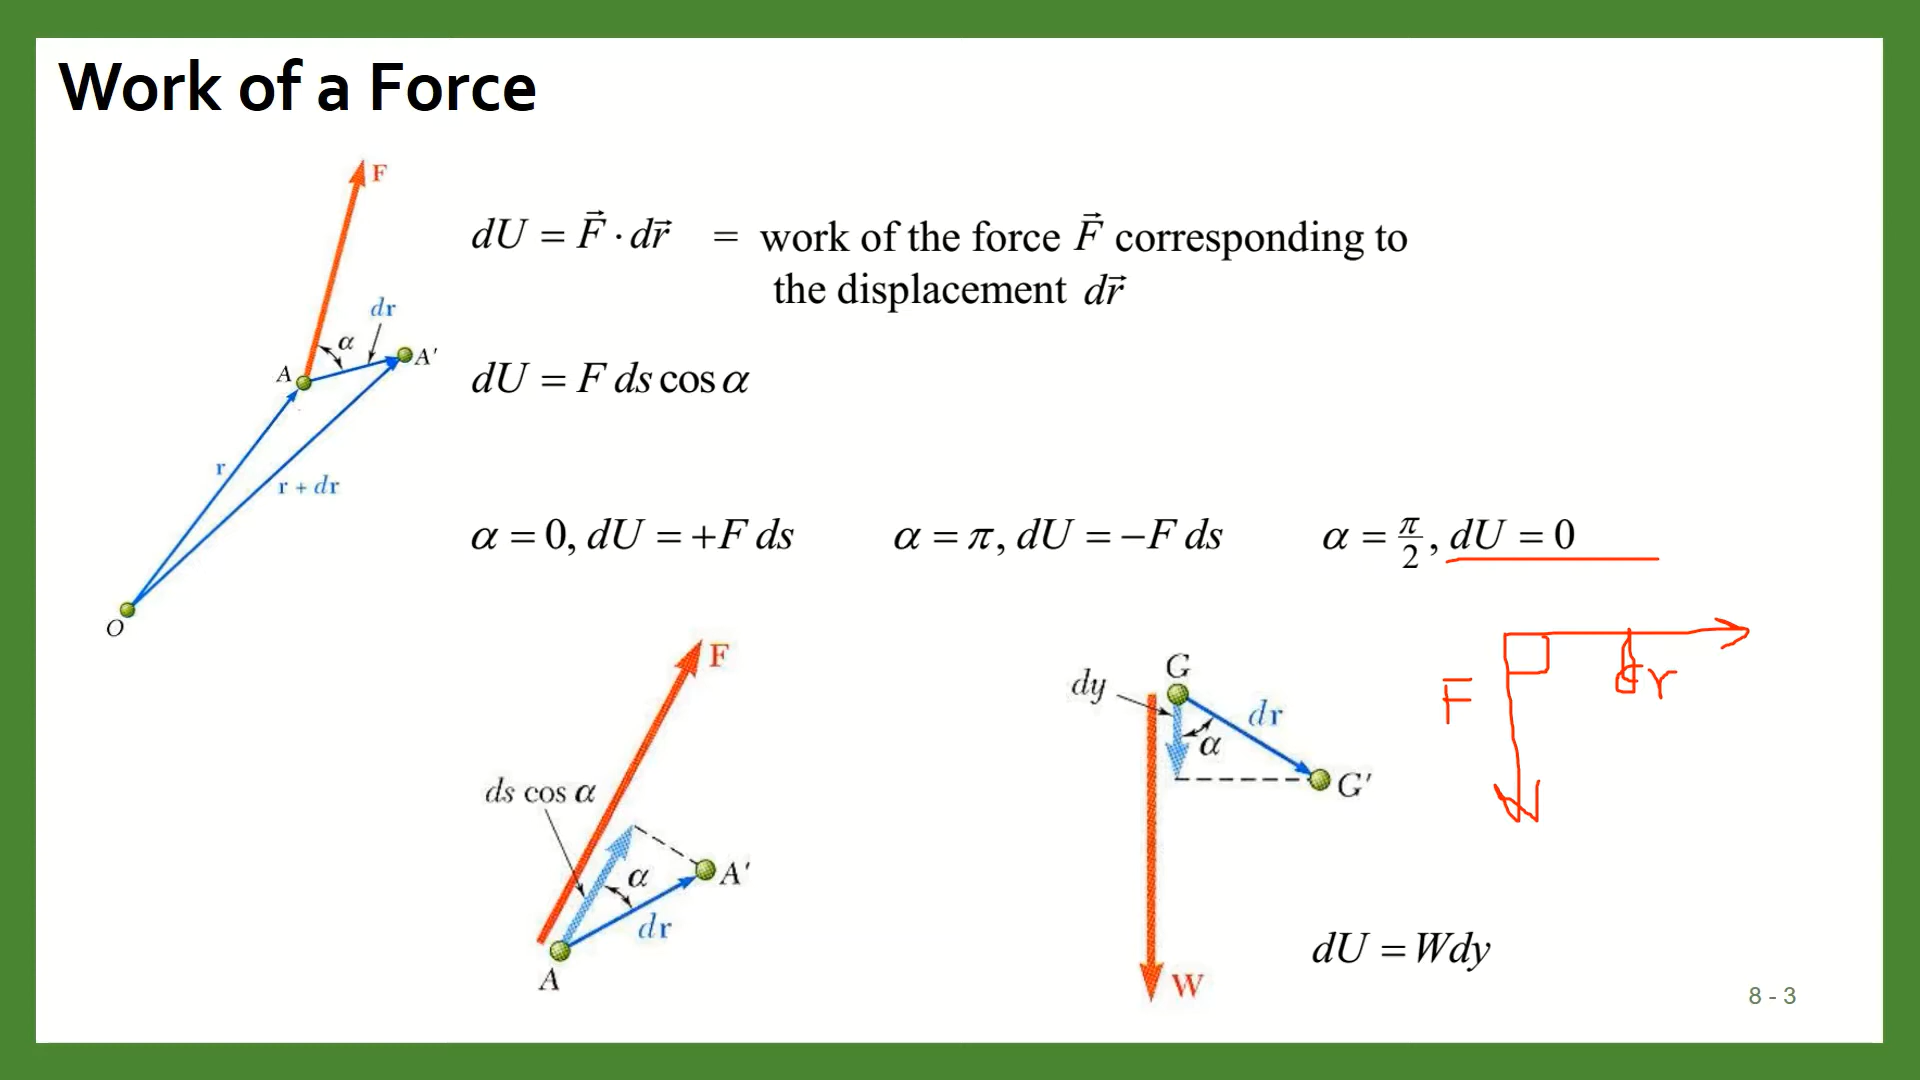 Work of a Force
F
dU = F⃗ · dr⃗ = work of the force F⃗ corresponding to
the displacement dr⃗
dr
α
A
A'
dU = F ds cos α
r
r + dr
O
α = 0, dU = +F ds
α = π, dU = −F ds
α = π/2, dU = 0
F
ds cos α
α
A'
dr
A
G
dy
dr
α
G'
W
F
dr
dU = Wdy
8 - 3